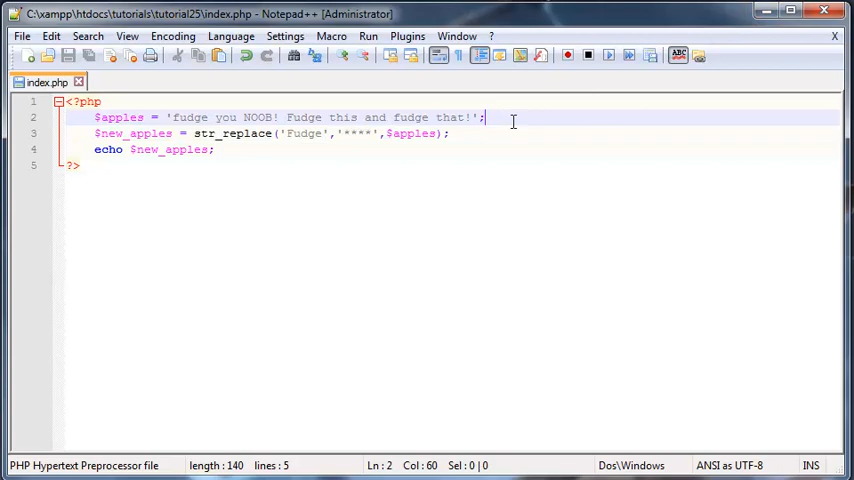 C:\xampp\htdocs\tutorials\tutorial25\index.php - Notepad++ [Administrator]
File Edit Search View Encoding Language Settings Macro Run Plugins Window ? X
ABC
index.php
1 <?php
2 $apples = 'fudge you NOOB! Fudge this and fudge that!';
3 $new_apples = str_replace('Fudge','****',$apples);
4 echo $new_apples;
5 ?>
PHP Hypertext Preprocessor file length : 140 lines : 5 Ln : 2 Col : 60 Sel : 0 | 0 Dos\Windows ANSI as UTF-8 INS